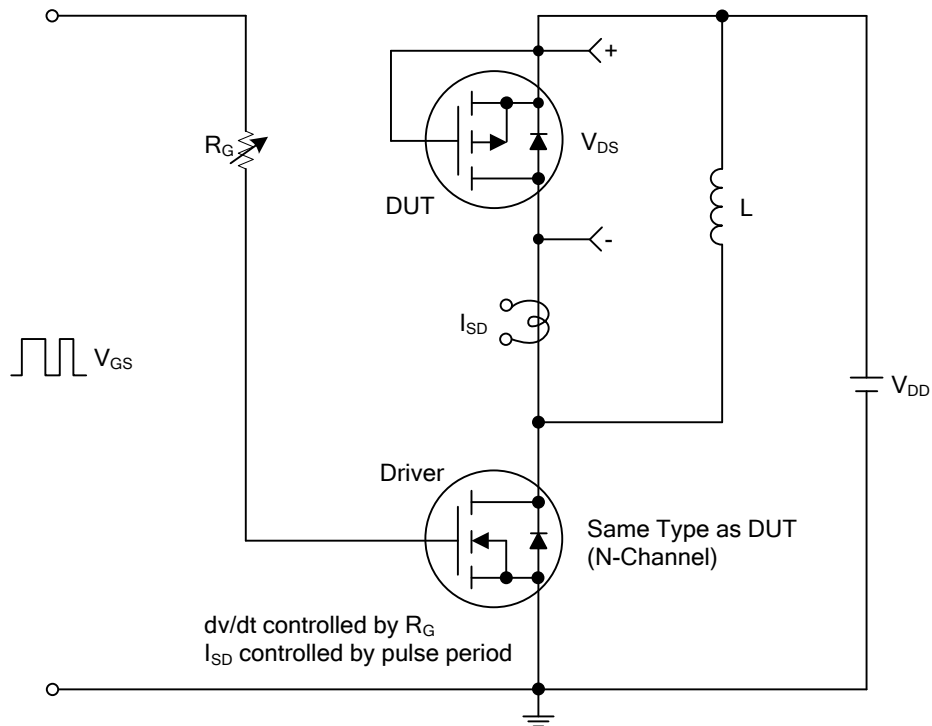 +
R_G
V_DS
DUT
L
-
I_SD
V_GS
V_DD
Driver
Same Type as DUT
(N-Channel)
dv/dt controlled by R_G
I_SD controlled by pulse period